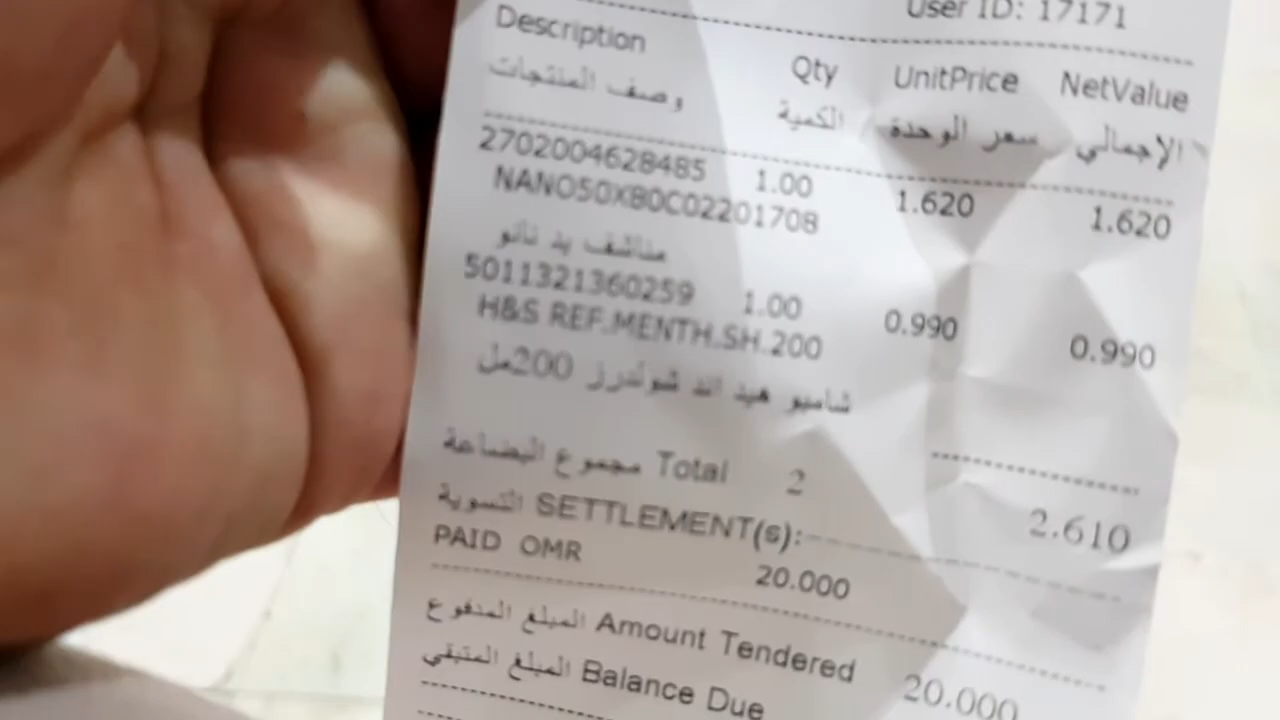 User ID: 17171
Description Qty UnitPrice NetValue
وصف المنتجات الكمية سعر الوحدة الإجمالي
2702004628485 1.00 1.620 1.620
NANO50X80C02201708
مناشف يد نانو
5011321360259 1.00 0.990 0.990
H&S REF.MENTH.SH.200
شامبو هيد اند شولدرز 200مل
مجموع البضاعة Total 2 2.610
التسوية SETTLEMENT(s):
PAID OMR 20.000
المبلغ المدفوع Amount Tendered 20.000
المبلغ المتبقي Balance Due